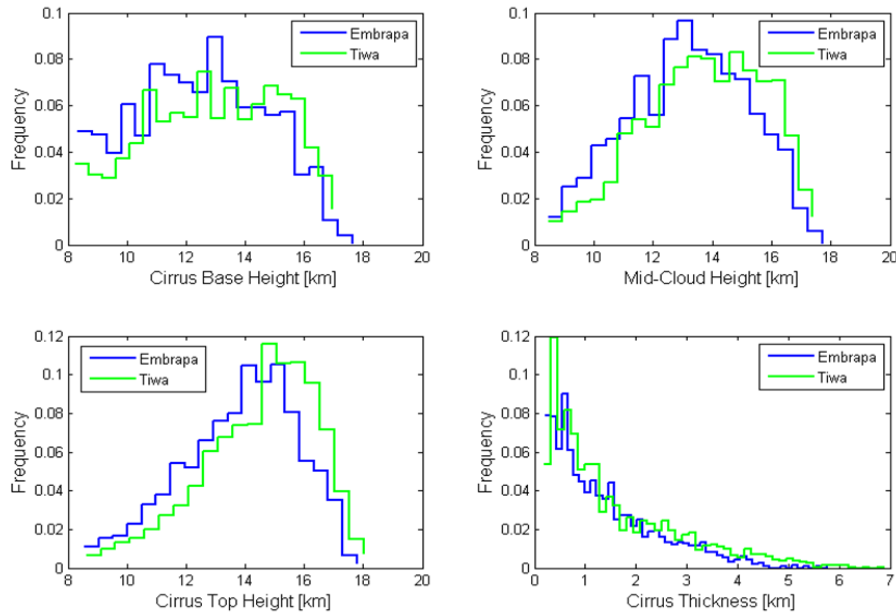 0.1
0.08
0.06
0.04
0.02
0
Frequency
8 10 12 14 16 18 20
Cirrus Base Height [km]
Embrapa
Tiwa
0.1
0.08
0.06
0.04
0.02
0
Frequency
8 10 12 14 16 18 20
Mid-Cloud Height [km]
Embrapa
Tiwa
0.12
0.1
0.08
0.06
0.04
0.02
0
Frequency
8 10 12 14 16 18 20
Cirrus Top Height [km]
Embrapa
Tiwa
0.12
0.1
0.08
0.06
0.04
0.02
0
Frequency
0 1 2 3 4 5 6 7
Cirrus Thickness [km]
Embrapa
Tiwa